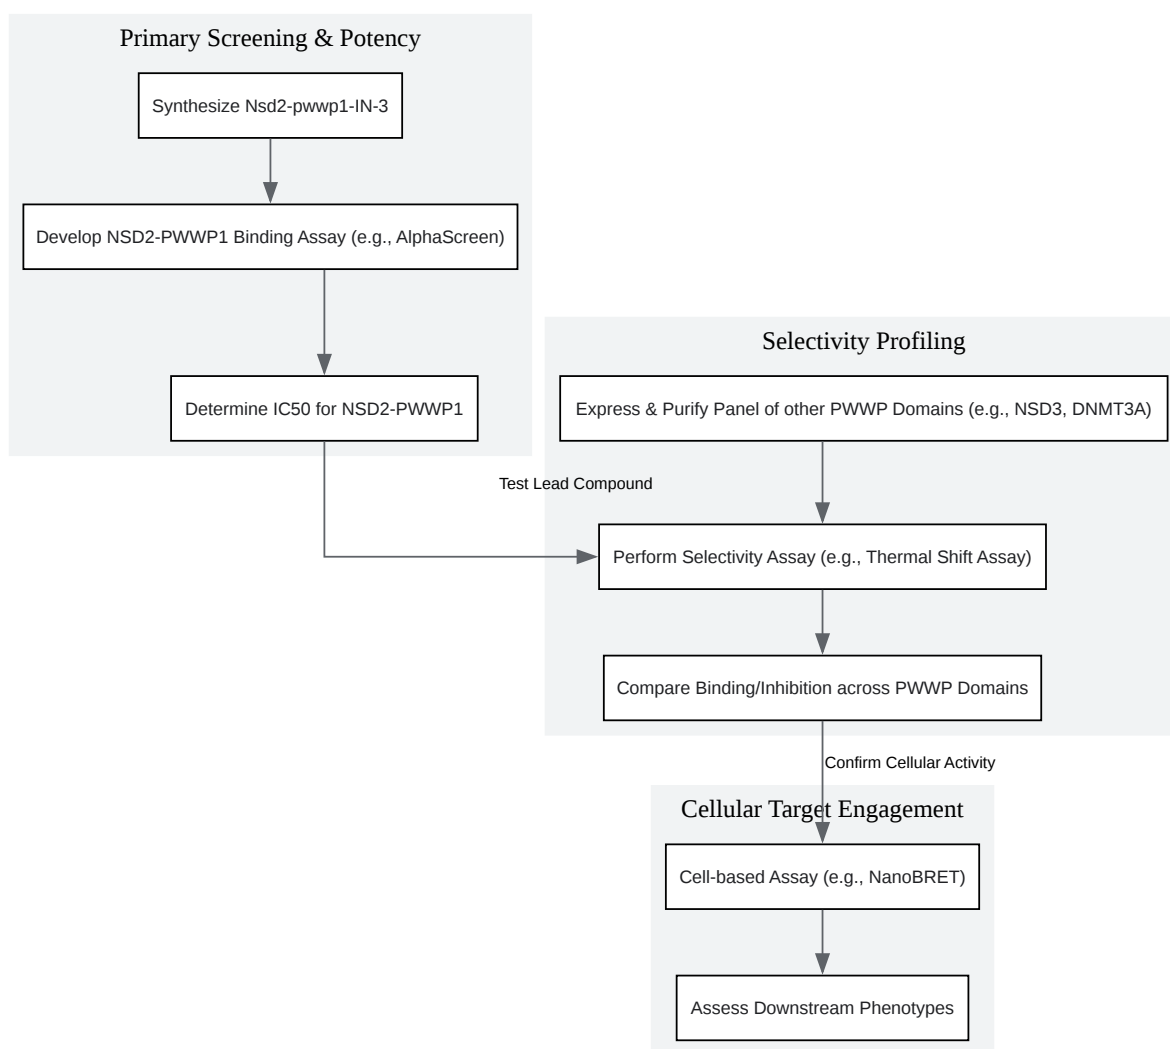 Primary Screening & Potency
Synthesize Nsd2-pwwp1-IN-3
Develop NSD2-PWWP1 Binding Assay (e.g., AlphaScreen)
Determine IC50 for NSD2-PWWP1
Selectivity Profiling
Express & Purify Panel of other PWWP Domains (e.g., NSD3, DNMT3A)
Test Lead Compound
Perform Selectivity Assay (e.g., Thermal Shift Assay)
Compare Binding/Inhibition across PWWP Domains
Confirm Cellular Activity
Cellular Target Engagement
Cell-based Assay (e.g., NanoBRET)
Assess Downstream Phenotypes